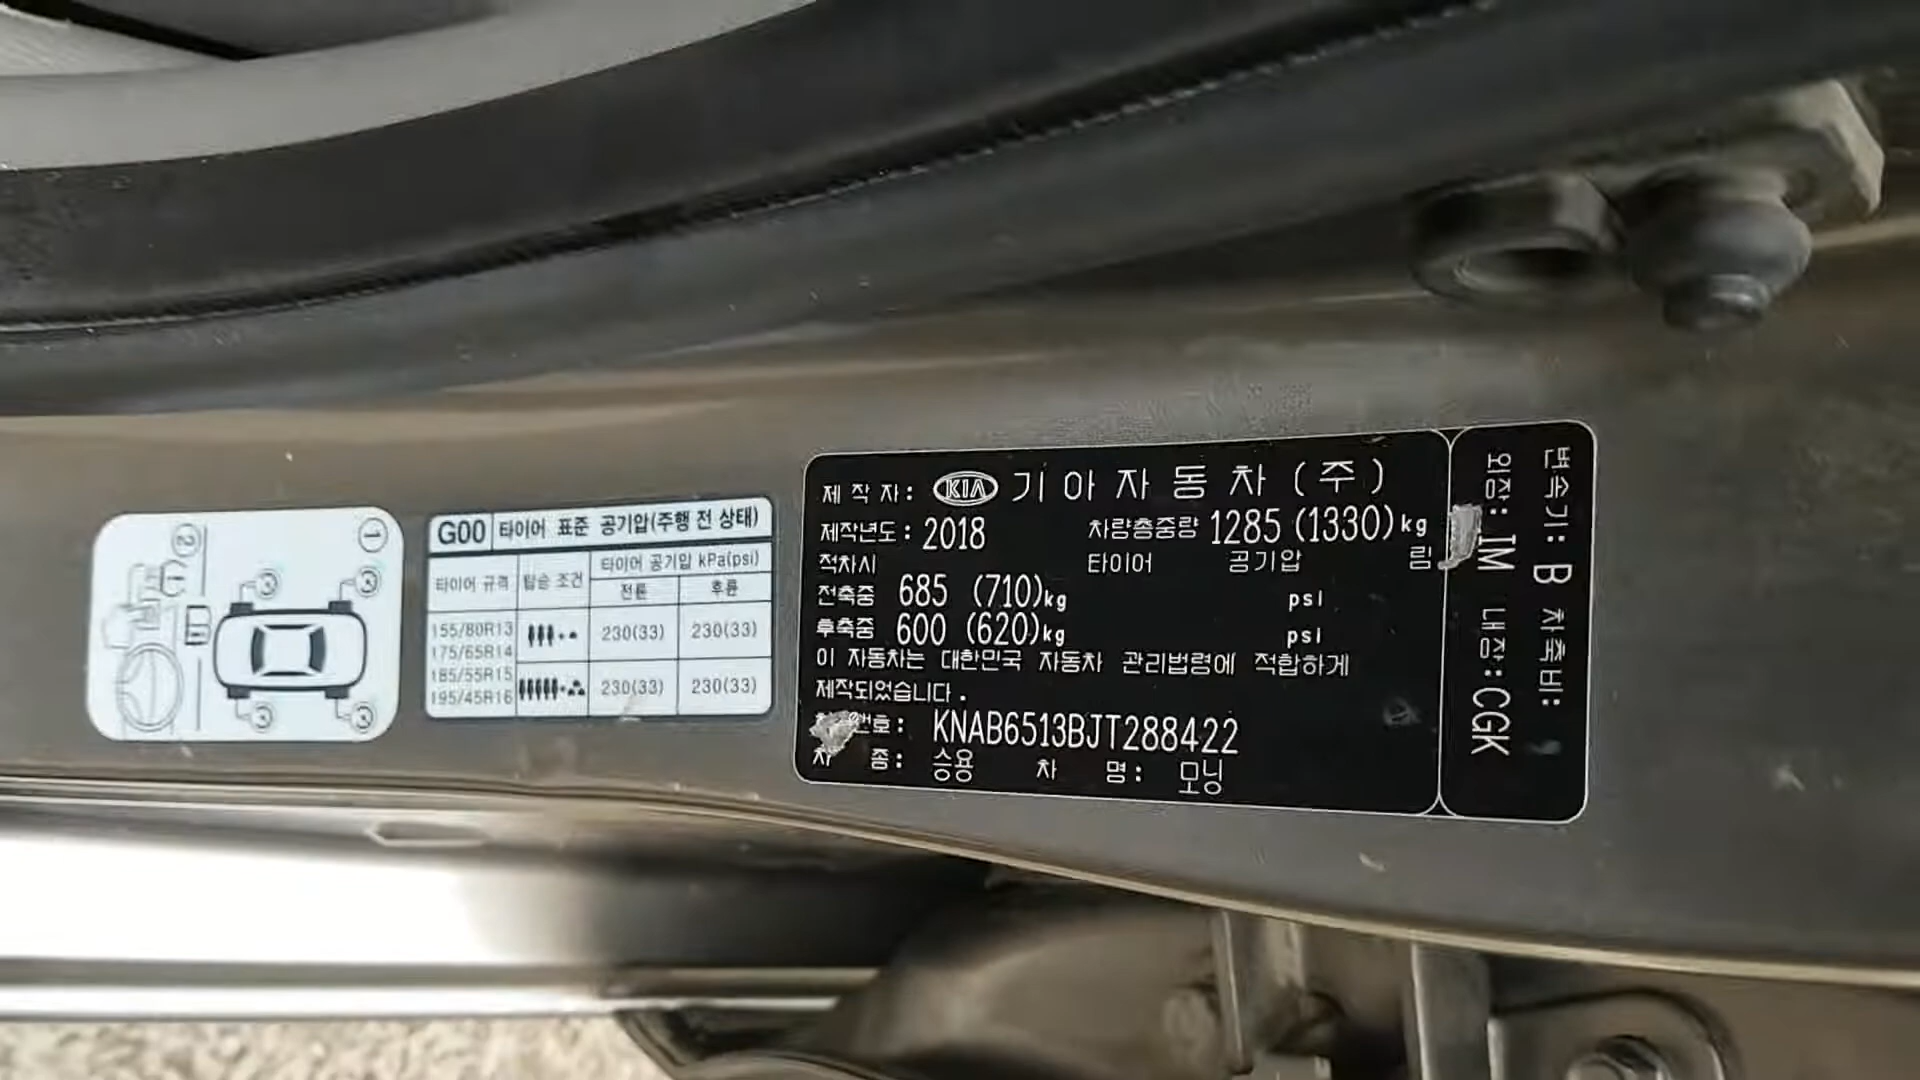 ① ②
G00 타이어 표준 공기압(주행 전 상태)
타이어 규격 탑승 조건 타이어 공기압 kPa(psi)
전륜 후륜
155/80R13
175/65R14
185/55R15
195/45R16
230(33) 230(33)
230(33) 230(33)
제 작 자: KIA 기아자동차(주)
제작년도: 2018 차량총중량 1285 (1330)kg
적차시 타이어 공기압 림
전축중 685 (710)kg psi
후축중 600 (620)kg psi
이 자동차는 대한민국 자동차 관리법령에 적합하게
제작되었습니다.
번호: KNAB6513BJT288422
차 종: 승용 차 명: 모닝
변속기: B 차축비:
외장: IM 내장: CGK